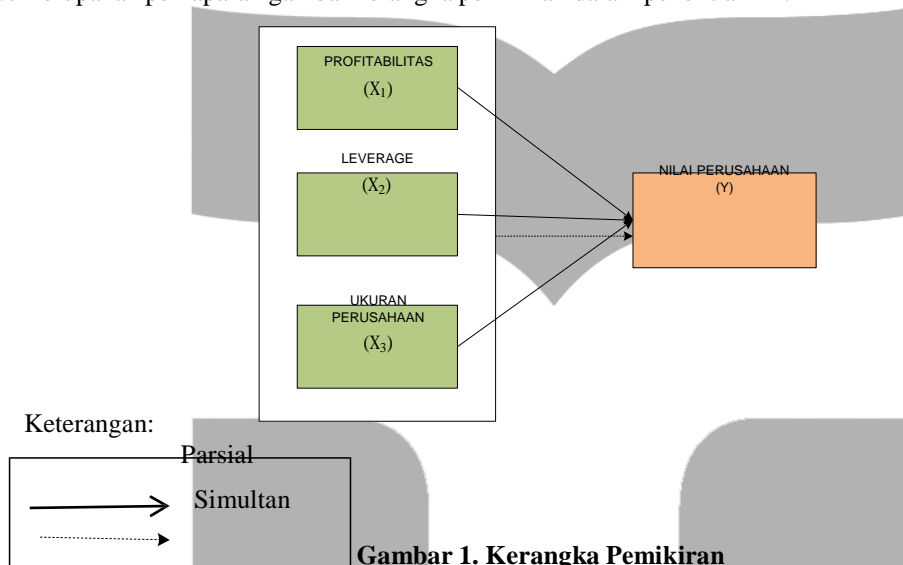 PROFITABILITAS
(X₁)
LEVERAGE
(X₂)
NILAI PERUSAHAAN
(Y)
UKURAN
PERUSAHAAN
(X₃)
Keterangan:
Parsial
Simultan
Gambar 1. Kerangka Pemikiran